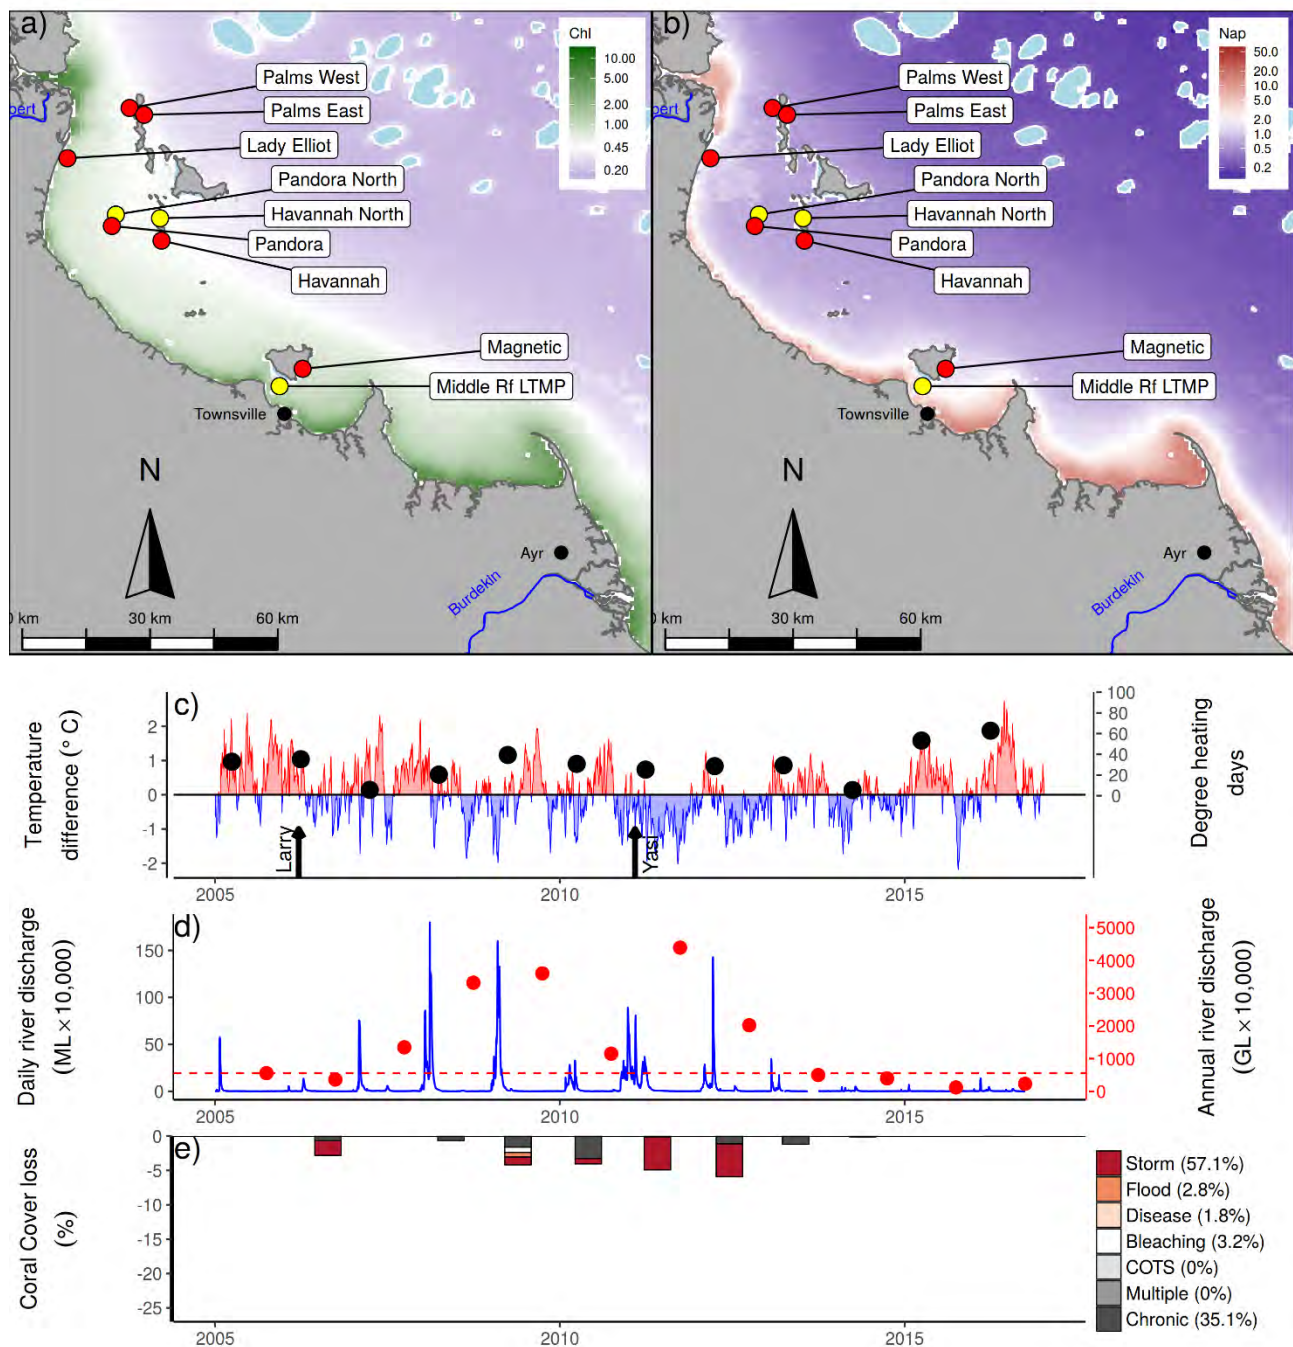 a)
Chl
10.00
5.00
2.00
1.00
0.45
0.20
Palms West
Palms East
Lady Elliot
Pandora North
Havannah North
Pandora
Havannah
Magnetic
Middle Rf LTMP
Townsville
N
Ayr
Burdekin
0 km
30 km
60 km
b)
Nap
50.0
20.0
10.0
5.0
2.0
1.0
0.5
0.2
Palms West
Palms East
Lady Elliot
Pandora North
Havannah North
Pandora
Havannah
Magnetic
Middle Rf LTMP
Townsville
N
Ayr
Burdekin
km
30 km
60 km
c)
Temperature
difference (° C)
2
1
0
-1
-2
Larry
Yasi
100
80
60
40
20
0
Degree heating
days
2005
2010
2015
d)
Daily river discharge
(ML×10,000)
150
100
50
0
5000
4000
3000
2000
1000
0
Annual river discharge
(GL×10,000)
2005
2010
2015
e)
Coral Cover loss
(%)
0
-5
-10
-15
-20
-25
2005
2010
2015
Storm (57.1%)
Flood (2.8%)
Disease (1.8%)
Bleaching (3.2%)
COTS (0%)
Multiple (0%)
Chronic (35.1%)